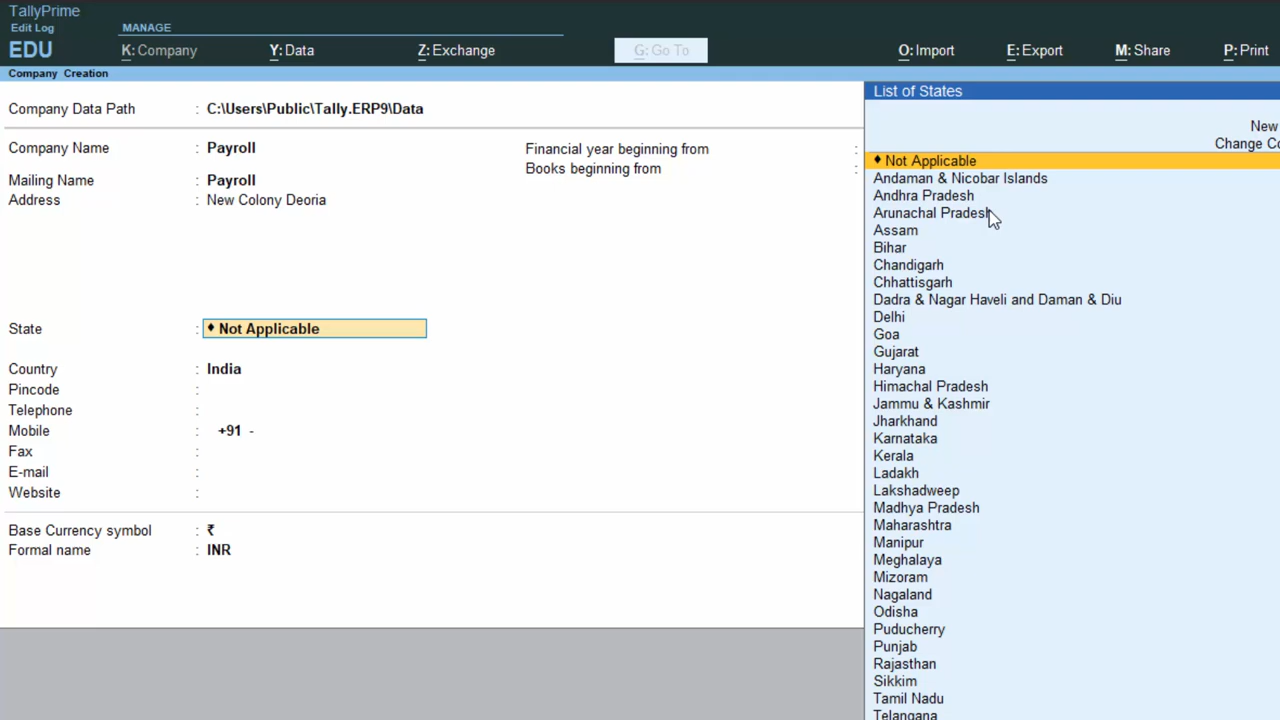 TallyPrime
Edit Log
EDU
MANAGE
K: Company
Y: Data
Z: Exchange
G: Go To
O: Import
E: Export
M: Share
P: Print
Company Creation
Company Data Path : C:\Users\Public\Tally.ERP9\Data
Company Name : Payroll
Mailing Name : Payroll
Address : New Colony Deoria
State : ♦ Not Applicable
Country : India
Pincode :
Telephone :
Mobile : +91 -
Fax :
E-mail :
Website :
Base Currency symbol : ₹
Formal name : INR
Financial year beginning from :
Books beginning from :
List of States
New
Change Co
♦ Not Applicable
Andaman & Nicobar Islands
Andhra Pradesh
Arunachal Pradesh
Assam
Bihar
Chandigarh
Chhattisgarh
Dadra & Nagar Haveli and Daman & Diu
Delhi
Goa
Gujarat
Haryana
Himachal Pradesh
Jammu & Kashmir
Jharkhand
Karnataka
Kerala
Ladakh
Lakshadweep
Madhya Pradesh
Maharashtra
Manipur
Meghalaya
Mizoram
Nagaland
Odisha
Puducherry
Punjab
Rajasthan
Sikkim
Tamil Nadu
Telangana